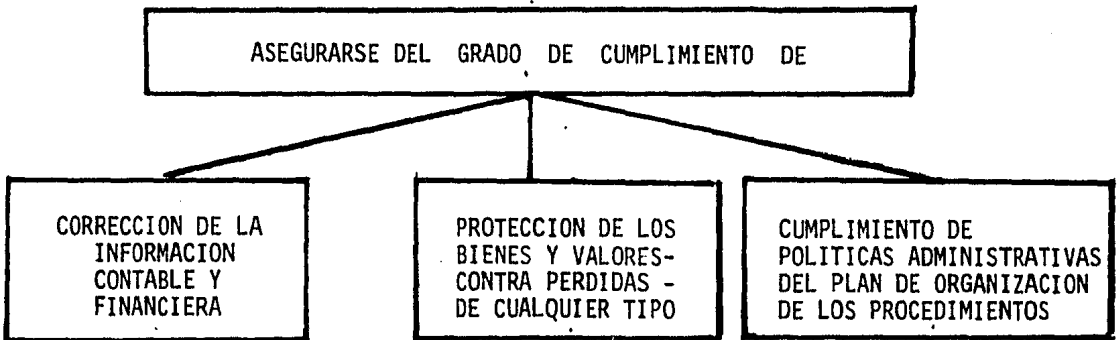 ASEGURARSE DEL GRADO DE CUMPLIMIENTO DE
CORRECCION DE LA
INFORMACION
CONTABLE Y
FINANCIERA
PROTECCION DE LOS
BIENES Y VALORES-
CONTRA PERDIDAS -
DE CUALQUIER TIPO
CUMPLIMIENTO DE
POLITICAS ADMINISTRATIVAS
DEL PLAN DE ORGANIZACION
DE LOS PROCEDIMIENTOS